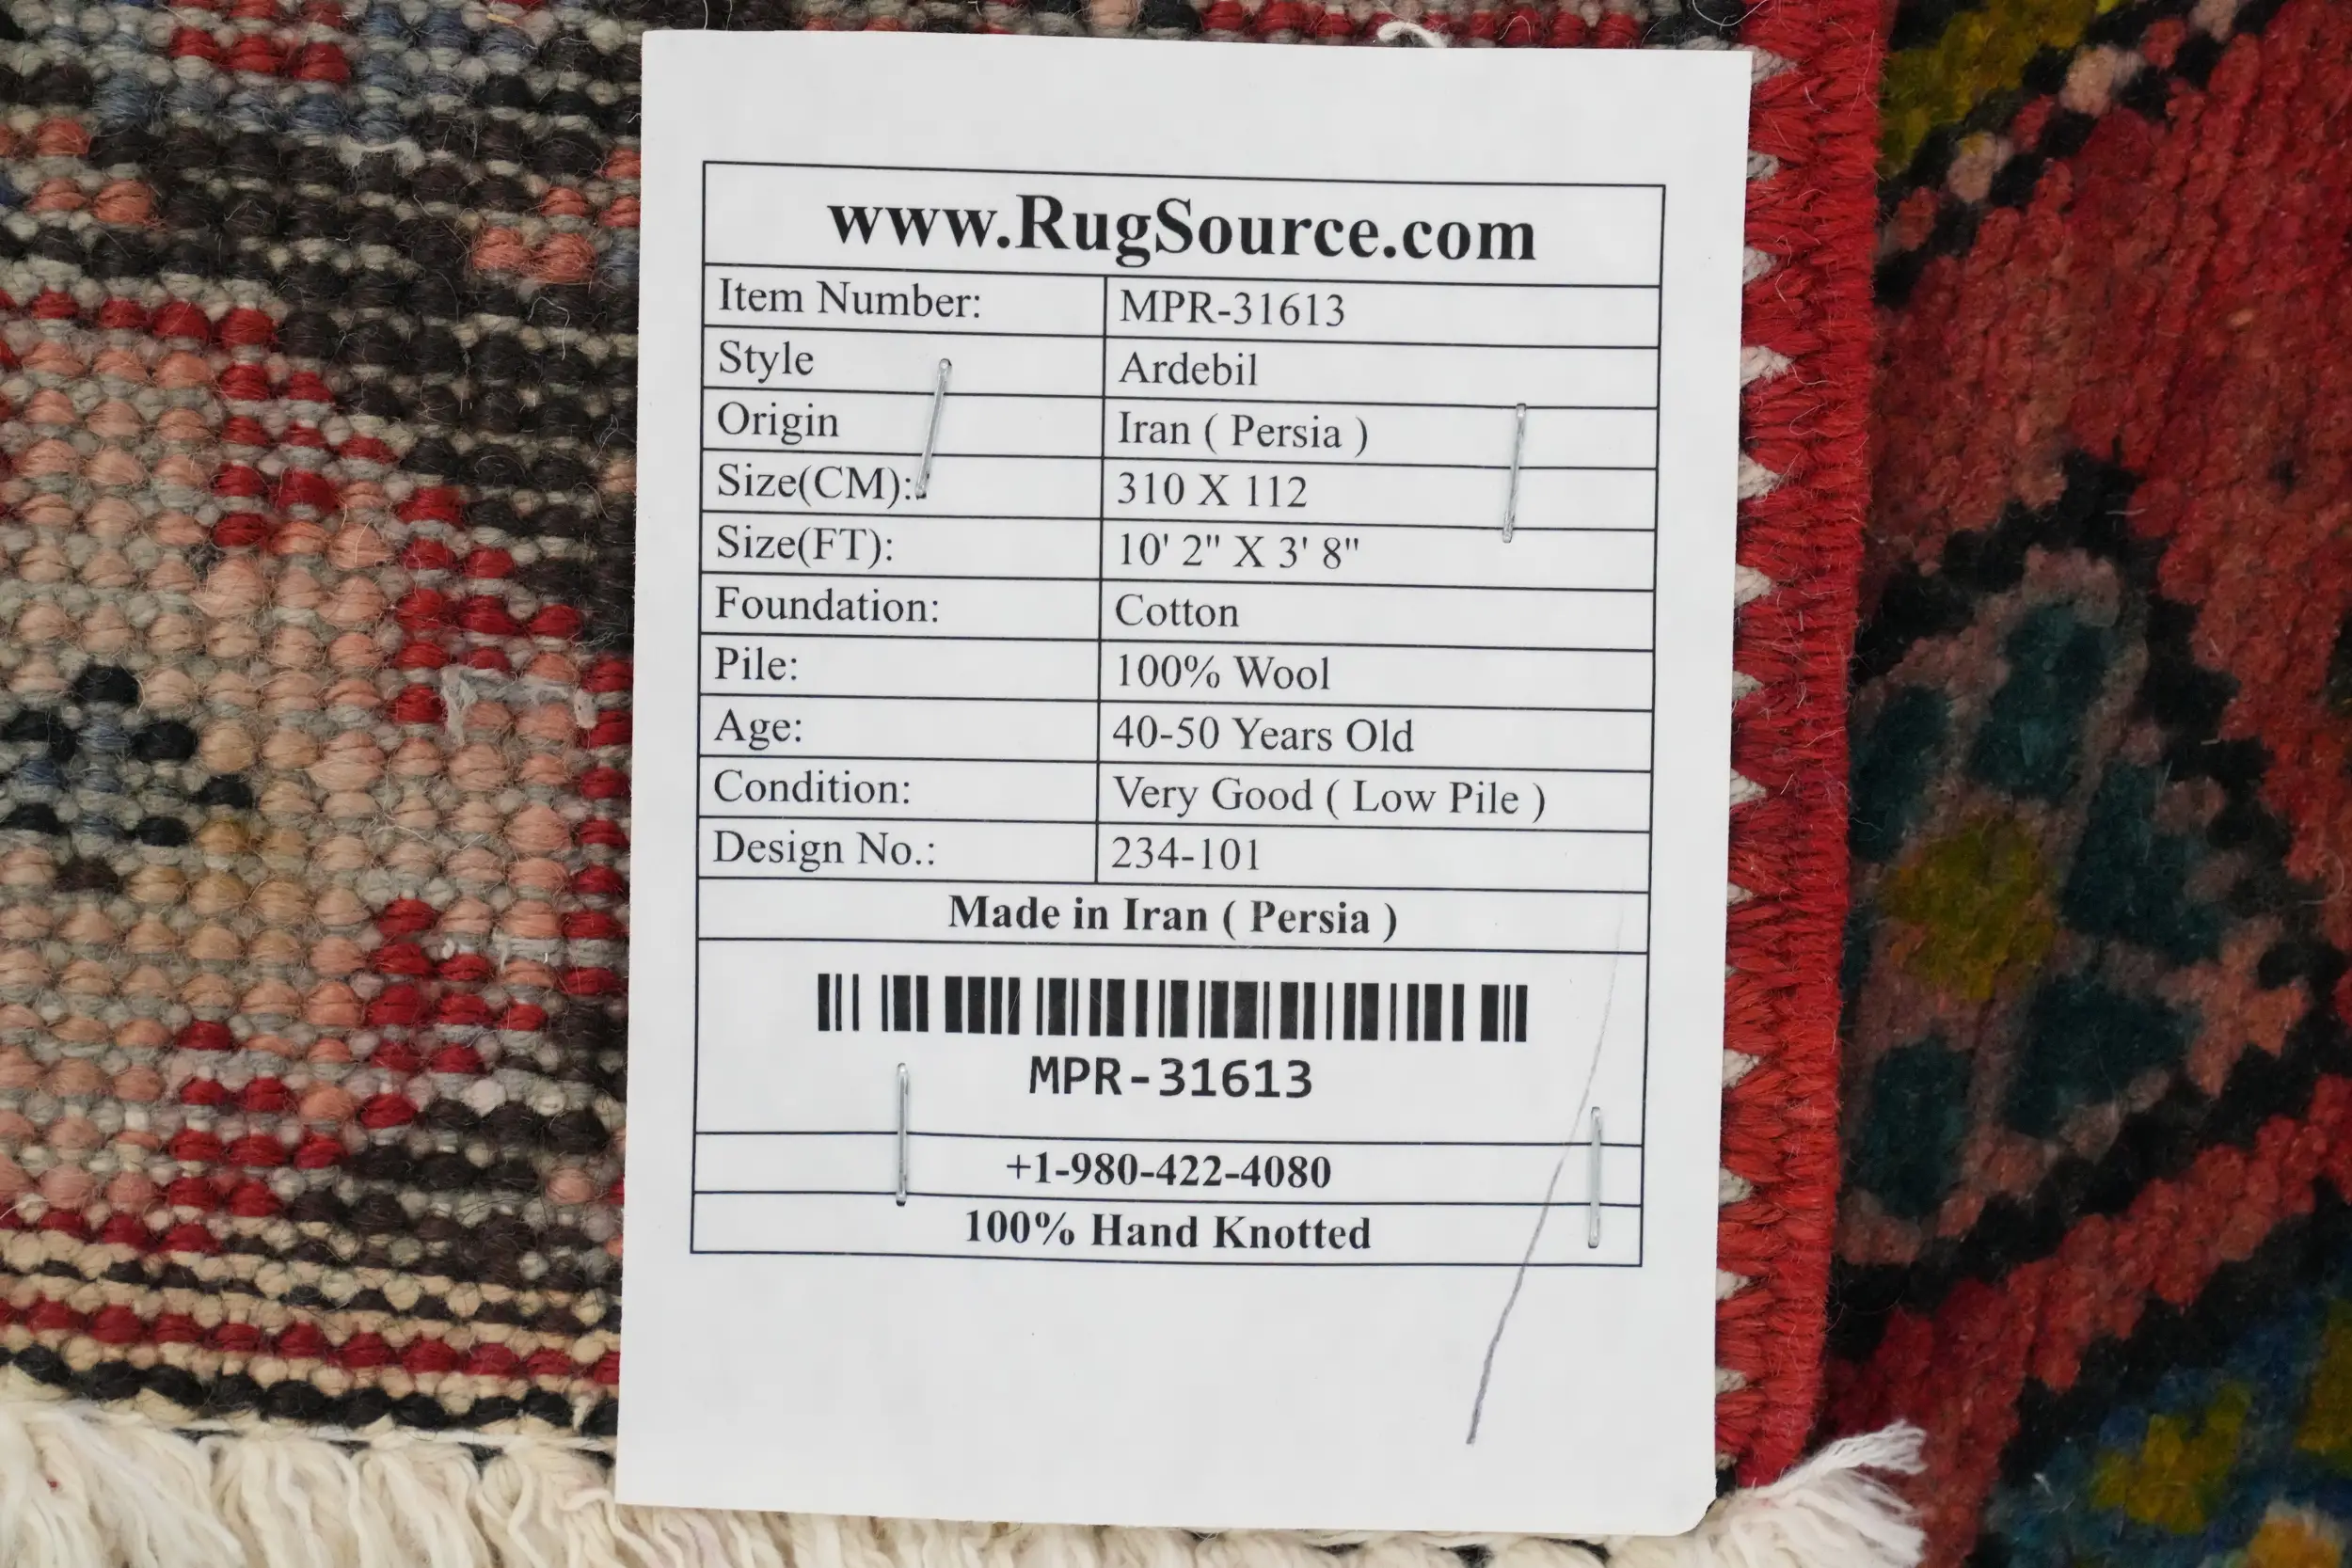 www.RugSource.com
Item Number: MPR-31613
Style Ardebil
Origin Iran ( Persia )
Size(CM): 310 X 112
Size(FT): 10' 2" X 3' 8"
Foundation: Cotton
Pile: 100% Wool
Age: 40-50 Years Old
Condition: Very Good ( Low Pile )
Design No.: 234-101
Made in Iran ( Persia )
MPR-31613
+1-980-422-4080
100% Hand Knotted